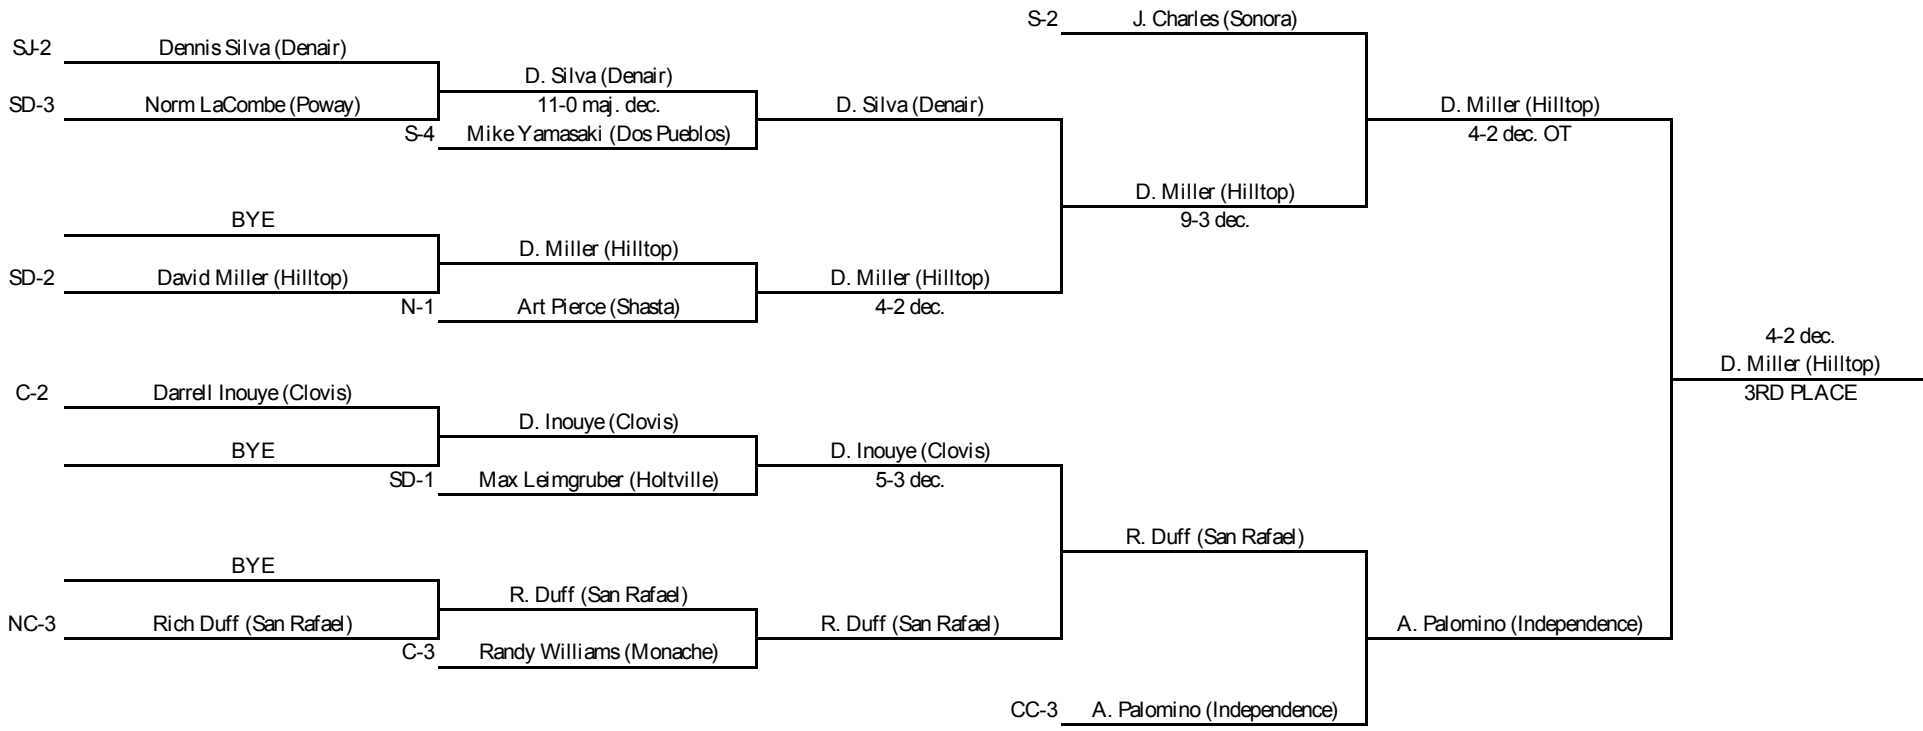 S-2 J. Charles (Sonora)
SJ-2 Dennis Silva (Denair)
D. Silva (Denair)
SD-3 Norm LaCombe (Poway) 11-0 maj. dec. D. Silva (Denair) D. Miller (Hilltop)
S-4 Mike Yamasaki (Dos Pueblos) 4-2 dec. OT
D. Miller (Hilltop)
BYE 9-3 dec.
D. Miller (Hilltop)
SD-2 David Miller (Hilltop) D. Miller (Hilltop)
N-1 Art Pierce (Shasta) 4-2 dec.
4-2 dec.
D. Miller (Hilltop)
C-2 Darrell Inouye (Clovis) 3RD PLACE
D. Inouye (Clovis)
BYE D. Inouye (Clovis)
SD-1 Max Leimgruber (Holtville) 5-3 dec.
R. Duff (San Rafael)
BYE
R. Duff (San Rafael)
NC-3 Rich Duff (San Rafael) R. Duff (San Rafael) A. Palomino (Independence)
C-3 Randy Williams (Monache)
CC-3 A. Palomino (Independence)